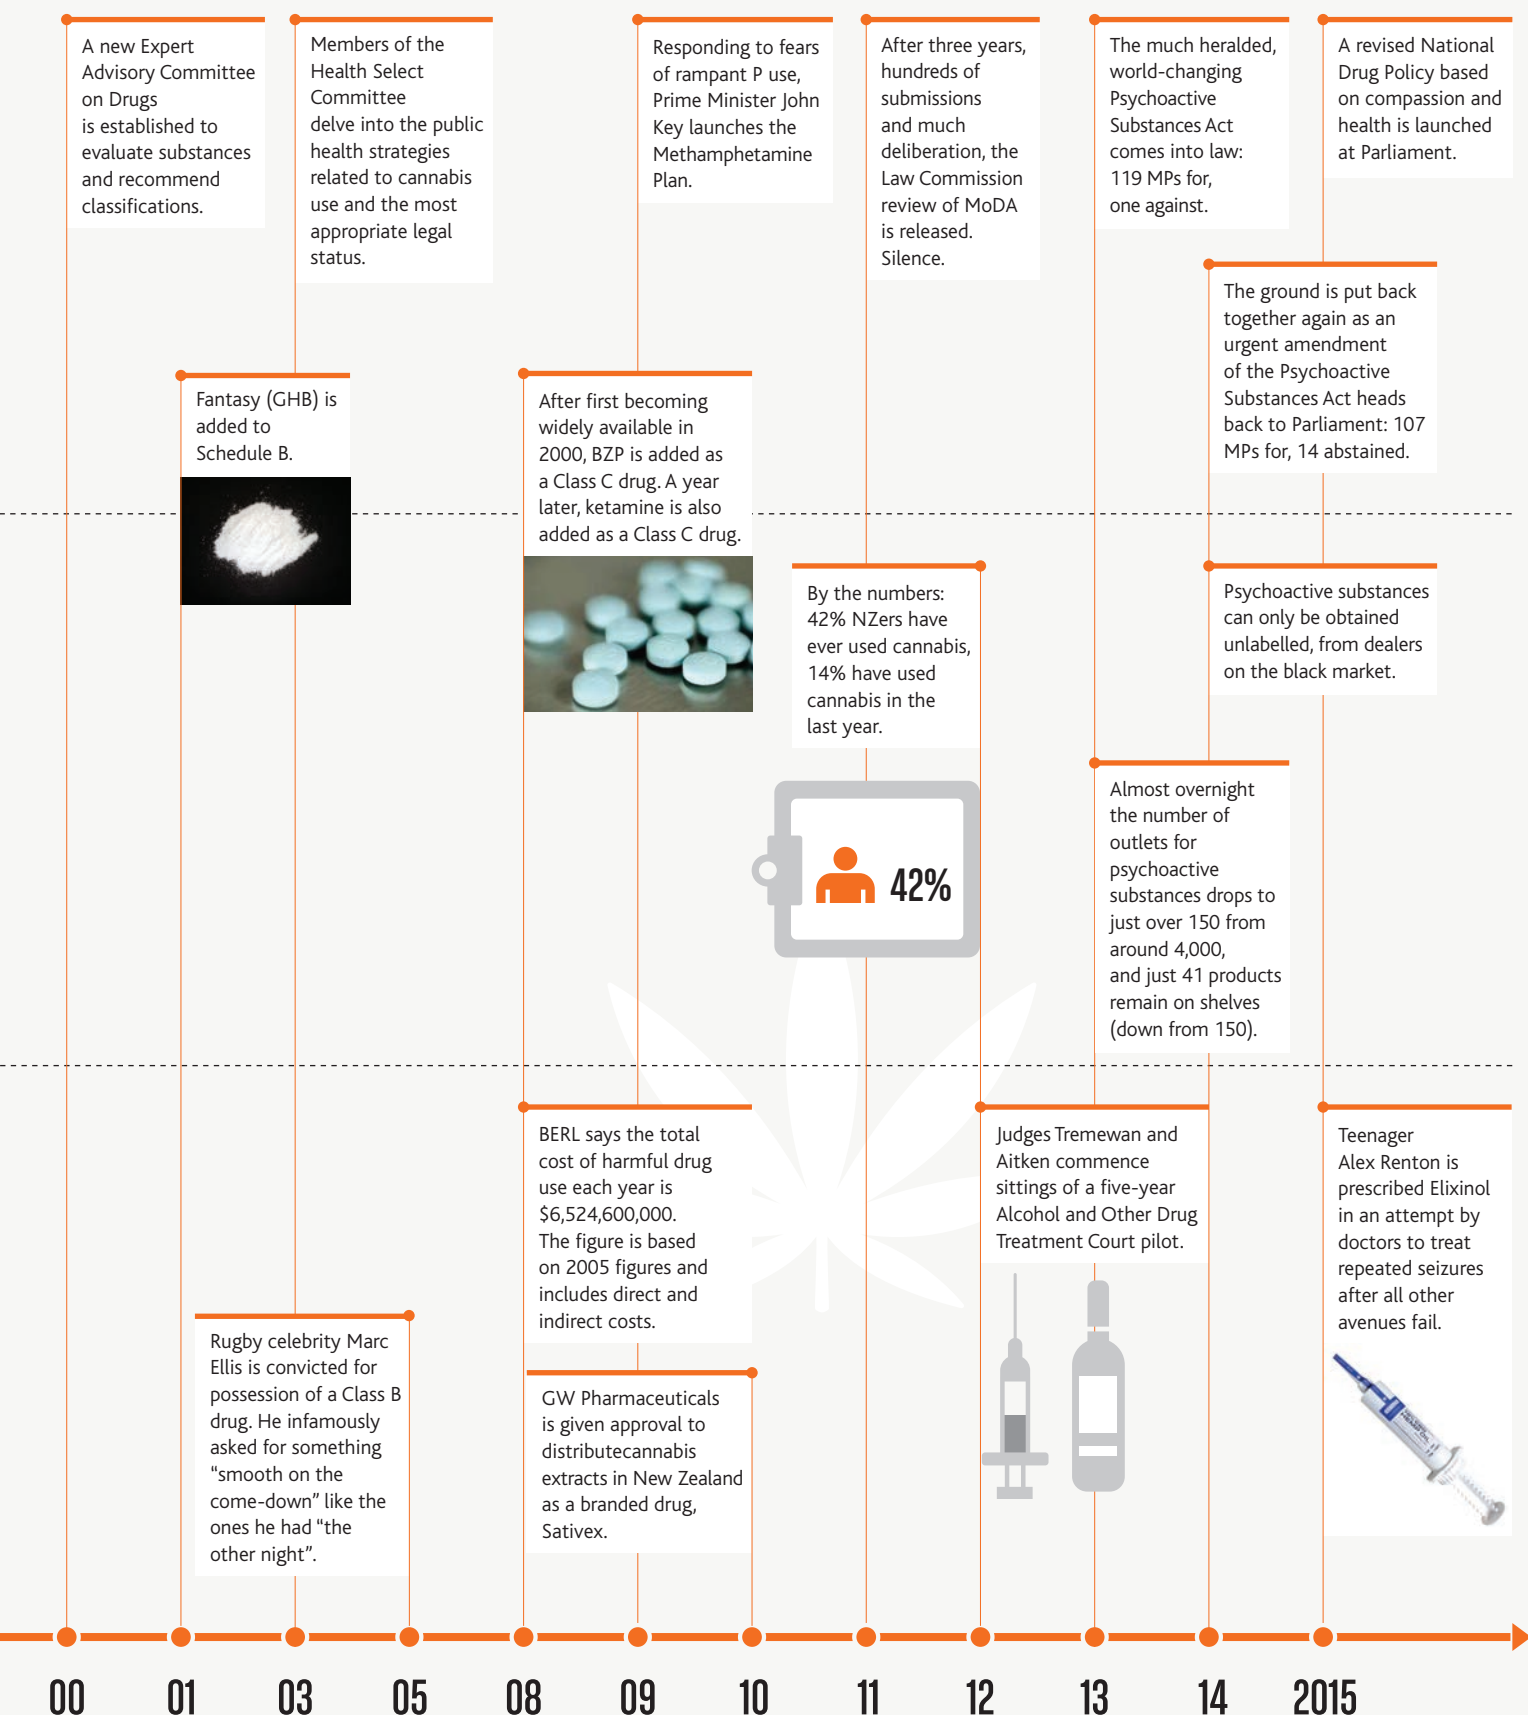 A new Expert
Advisory Committee
on Drugs
is established to
evaluate substances
and recommend
classifications.
Members of the
Health Select
Committee
delve into the public
health strategies
related to cannabis
use and the most
appropriate legal
status.
Responding to fears
of rampant P use,
Prime Minister John
Key launches the
Methamphetamine
Plan.
After three years,
hundreds of
submissions
and much
deliberation, the
Law Commission
review of MoDA
is released.
Silence.
The much heralded,
world-changing
Psychoactive
Substances Act
comes into law:
119 MPs for,
one against.
A revised National
Drug Policy based
on compassion and
health is launched
at Parliament.
The ground is put back
together again as an
urgent amendment
of the Psychoactive
Substances Act heads
back to Parliament: 107
MPs for, 14 abstained.
Fantasy (GHB) is
added to
Schedule B.
After first becoming
widely available in
2000, BZP is added as
a Class C drug. A year
later, ketamine is also
added as a Class C drug.
By the numbers:
42% NZers have
ever used cannabis,
14% have used
cannabis in the
last year.
42%
Psychoactive substances
can only be obtained
unlabelled, from dealers
on the black market.
Almost overnight
the number of
outlets for
psychoactive
substances drops to
just over 150 from
around 4,000,
and just 41 products
remain on shelves
(down from 150).
BERL says the total
cost of harmful drug
use each year is
$6,524,600,000.
The figure is based
on 2005 figures and
includes direct and
indirect costs.
Judges Tremewan and
Aitken commence
sittings of a five-year
Alcohol and Other Drug
Treatment Court pilot.
Teenager
Alex Renton is
prescribed Elixinol
in an attempt by
doctors to treat
repeated seizures
after all other
avenues fail.
Rugby celebrity Marc
Ellis is convicted for
possession of a Class B
drug. He infamously
asked for something
“smooth on the
come-down” like the
ones he had “the
other night”.
GW Pharmaceuticals
is given approval to
distributecannabis
extracts in New Zealand
as a branded drug,
Sativex.
HEMP OIL
00 01 03 05 08 09 10 11 12 13 14 2015